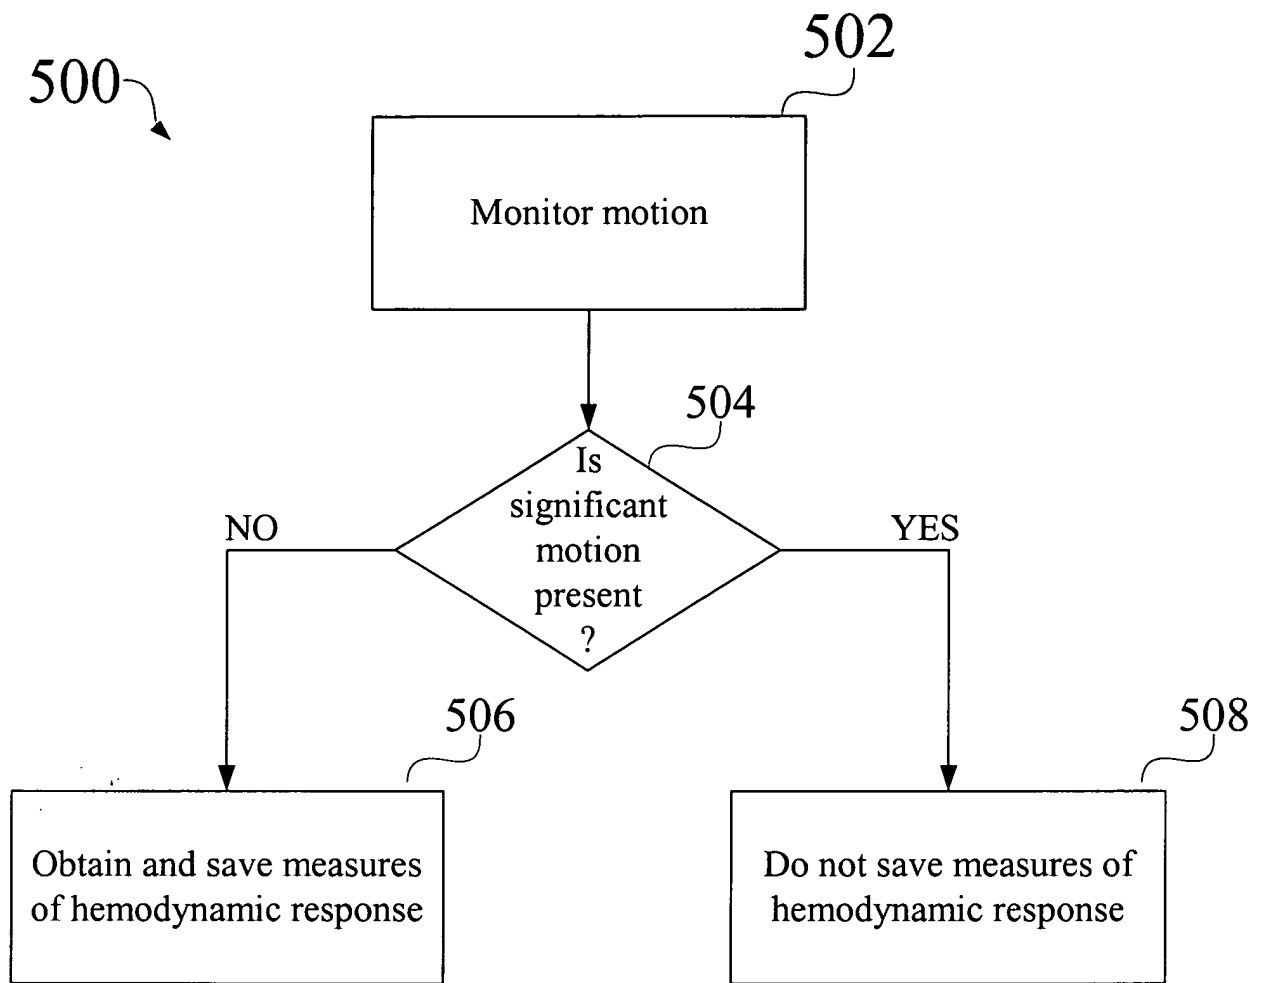 502
500
Monitor motion
504
Is
significant
motion
present
?
NO
YES
506
508
Obtain and save measures
of hemodynamic response
Do not save measures of
hemodynamic response